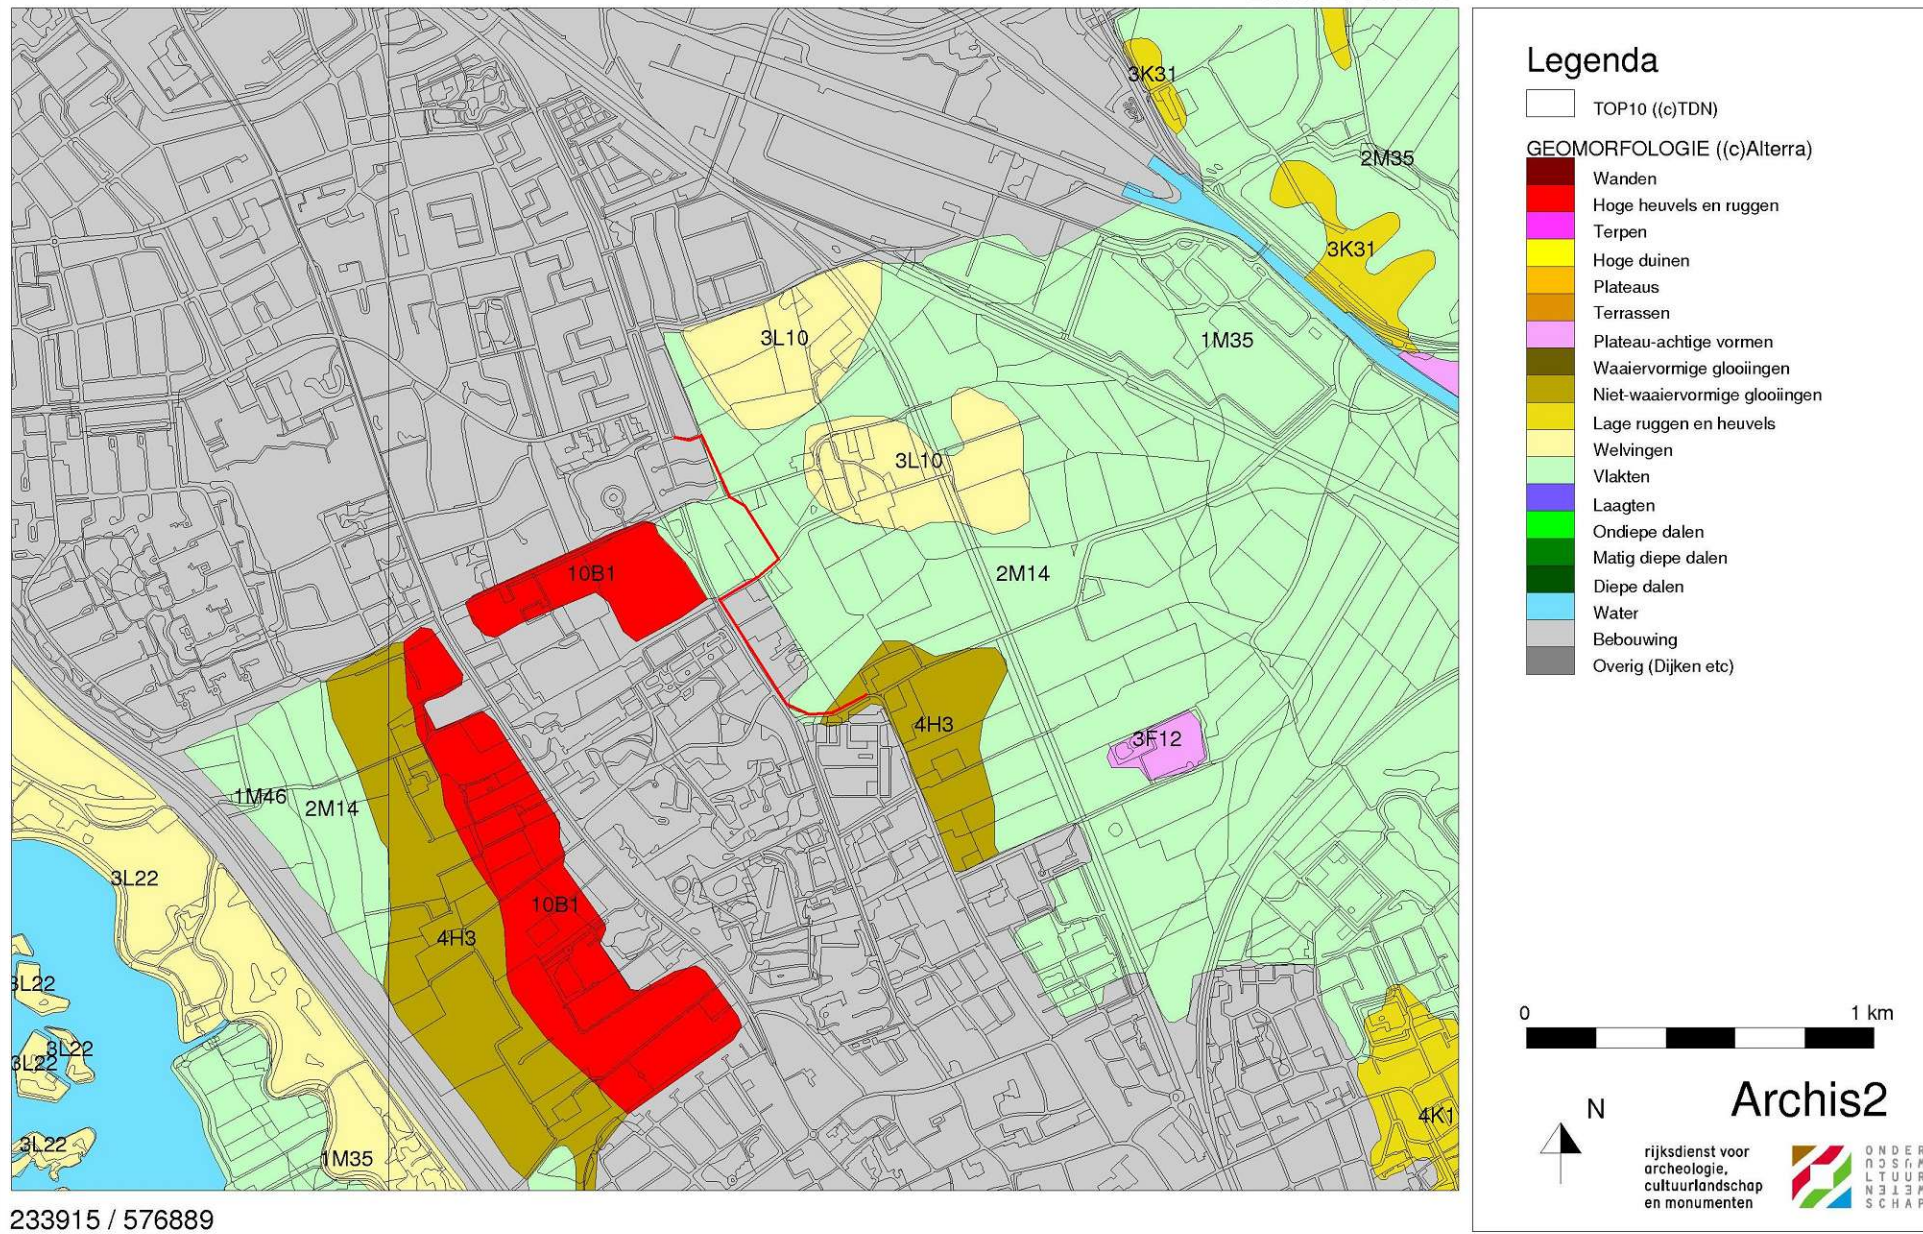 3K31
2M35
3K31
3L10
1M35
3L10
10B1
2M14
4H3
3F12
1M46
2M14
3L22
10B1
4H3
3L22
3L22
3L22
3L22
1M35
4K1
233915 / 576889
Legenda
TOP10 ((c)TDN)
GEOMORFOLOGIE ((c)Alterra)
Wanden
Hoge heuvels en ruggen
Terpen
Hoge duinen
Plateaus
Terrassen
Plateau-achtige vormen
Waaiervormige glooiingen
Niet-waaiervormige glooiingen
Lage ruggen en heuvels
Welvingen
Vlakten
Laagten
Ondiepe dalen
Matig diepe dalen
Diepe dalen
Water
Bebouwing
Overig (Dijken etc)
0 1 km
Archis2
N
rijksdienst voor
archeologie,
cultuurlandschap
en monumenten
ONDER
LTUUR
SCHAP